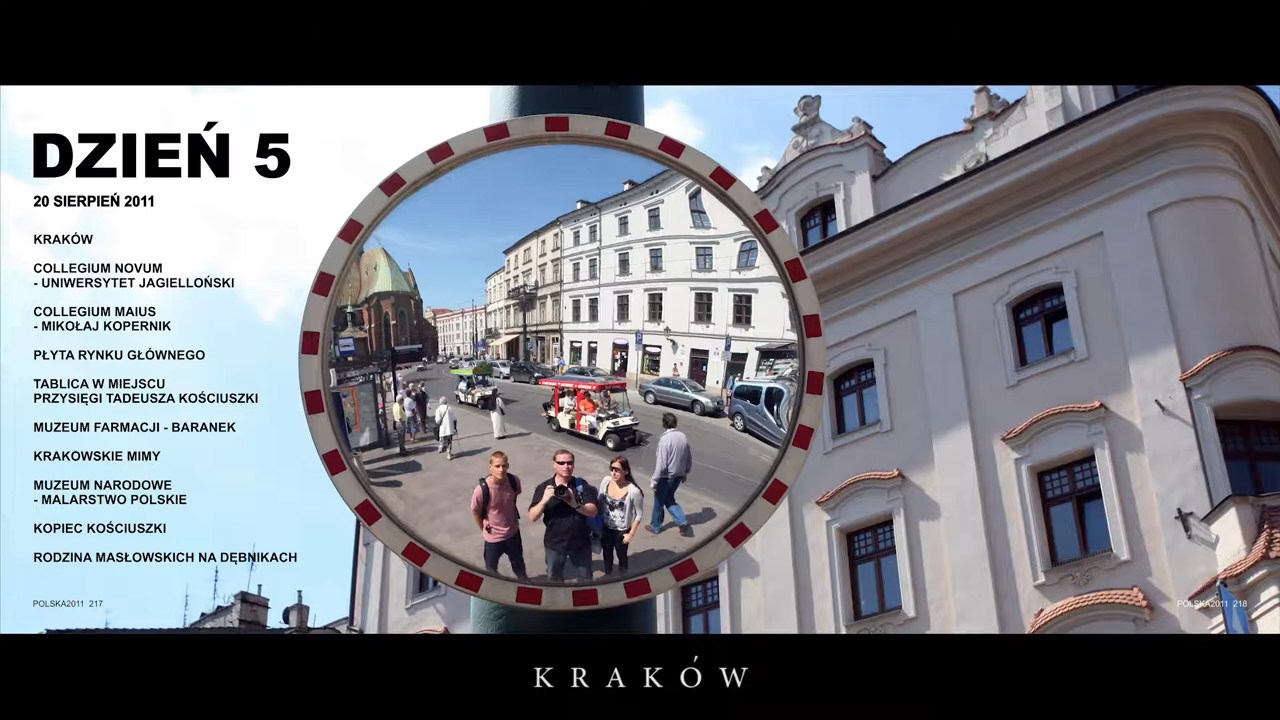 DZIEŃ 5
20 SIERPIEŃ 2011
KRAKÓW
COLLEGIUM NOVUM
- UNIWERSYTET JAGIELLOŃSKI
COLLEGIUM MAIUS
- MIKOŁAJ KOPERNIK
PŁYTA RYNKU GŁÓWNEGO
TABLICA W MIEJSCU
PRZYSIĘGI TADEUSZA KOŚCIUSZKI
MUZEUM FARMACJI - BARANEK
KRAKOWSKIE MIMY
MUZEUM NARODOWE
- MALARSTWO POLSKIE
KOPIEC KOŚCIUSZKI
RODZINA MASŁOWSKICH NA DĘBNIKACH
POLSKA2011 217
POLSKA2011 218
KRAKÓW